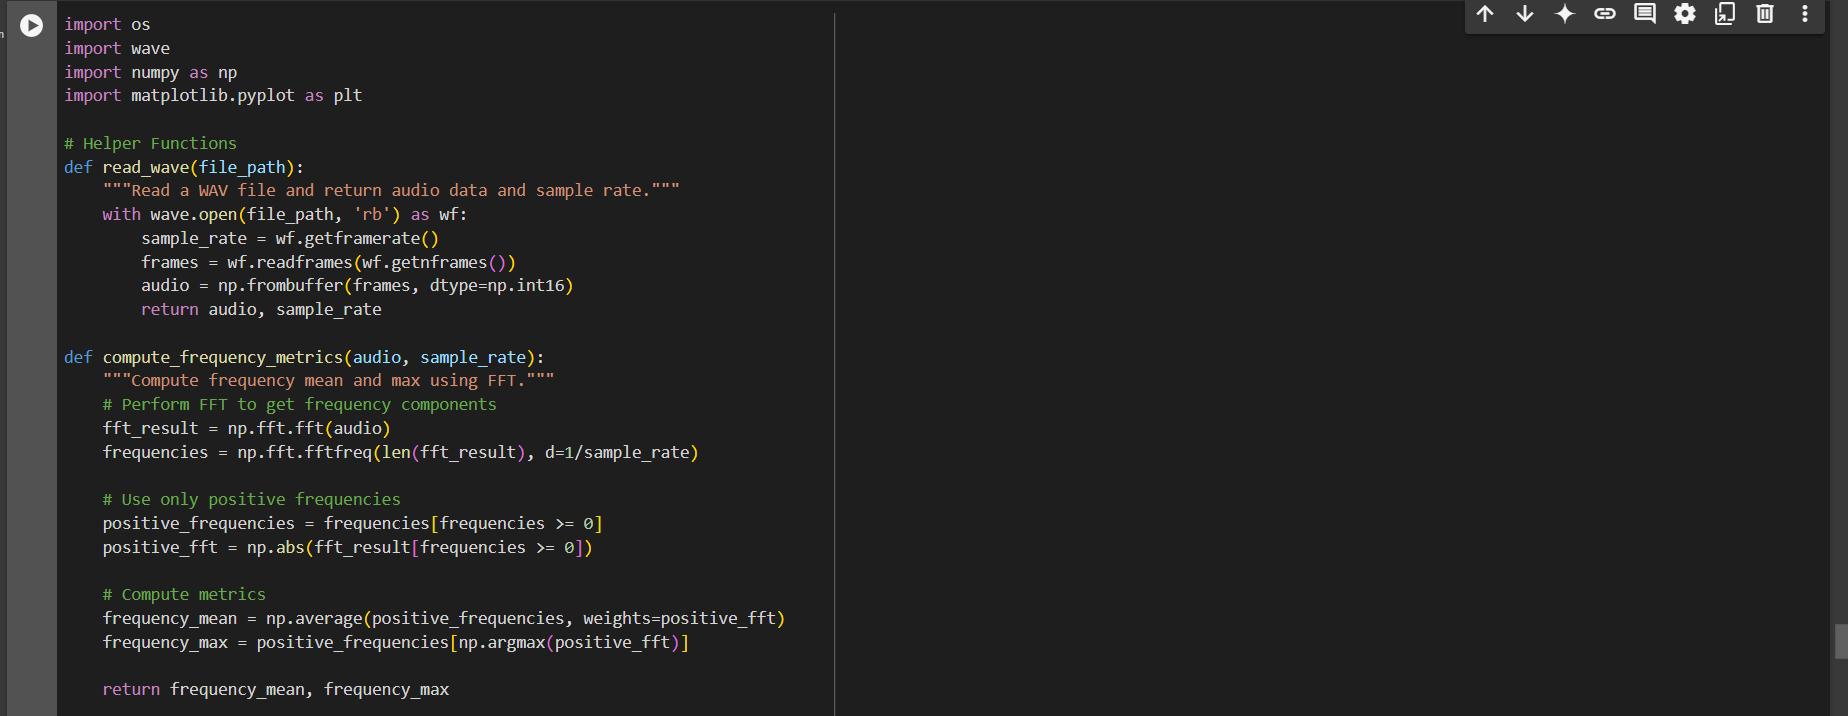 import os
import wave
import numpy as np
import matplotlib.pyplot as plt

# Helper Functions
def read_wave(file_path):
    """Read a WAV file and return audio data and sample rate."""
    with wave.open(file_path, 'rb') as wf:
        sample_rate = wf.getframerate()
        frames = wf.readframes(wf.getnframes())
        audio = np.frombuffer(frames, dtype=np.int16)
        return audio, sample_rate

def compute_frequency_metrics(audio, sample_rate):
    """Compute frequency mean and max using FFT."""
    # Perform FFT to get frequency components
    fft_result = np.fft.fft(audio)
    frequencies = np.fft.fftfreq(len(fft_result), d=1/sample_rate)

    # Use only positive frequencies
    positive_frequencies = frequencies[frequencies >= 0]
    positive_fft = np.abs(fft_result[frequencies >= 0])

    # Compute metrics
    frequency_mean = np.average(positive_frequencies, weights=positive_fft)
    frequency_max = positive_frequencies[np.argmax(positive_fft)]

    return frequency_mean, frequency_max